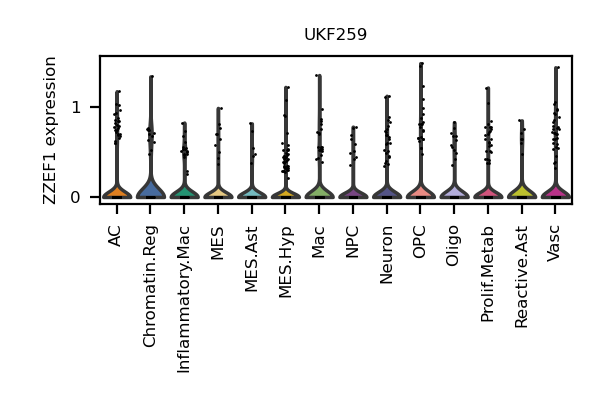 UKF259
ZZEF1 expression
1
0
AC
Chromatin.Reg
Inflammatory.Mac
MES
MES.Ast
MES.Hyp
Mac
NPC
Neuron
OPC
Oligo
Prolif.Metab
Reactive.Ast
Vasc